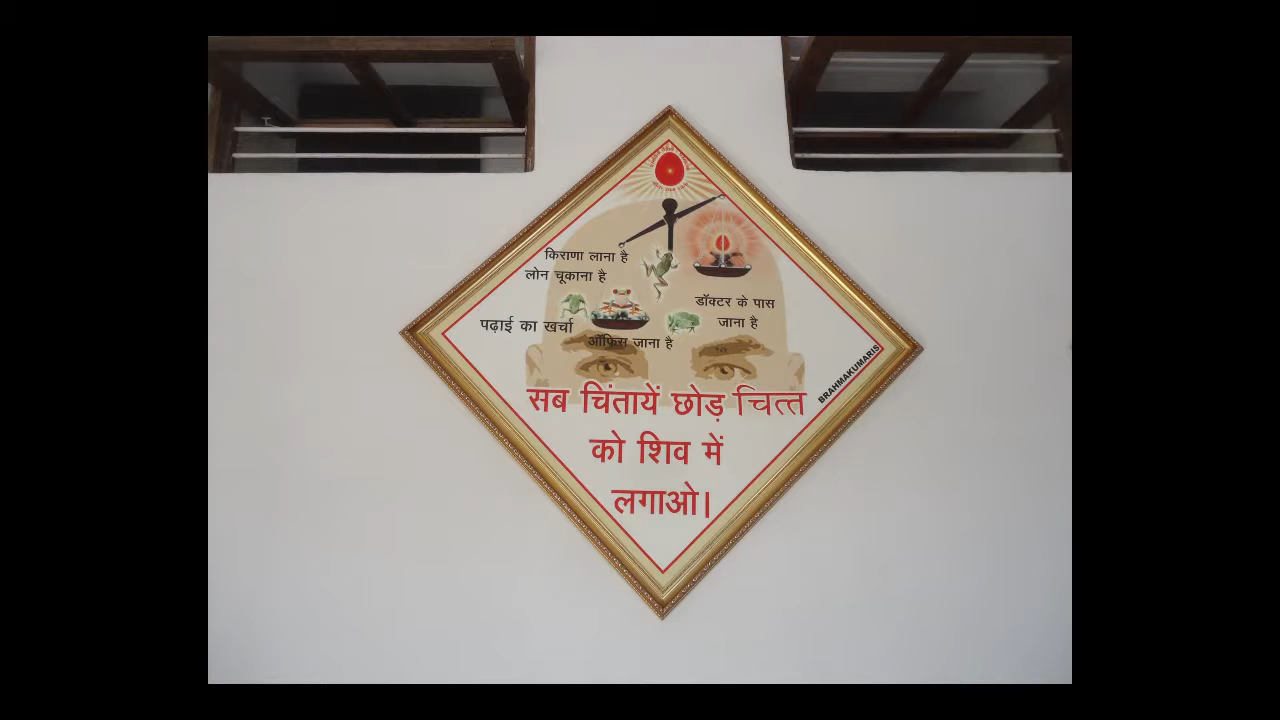 किराणा लाना है
लोन चूकाना है
डॉक्टर के पास
जाना है
पढ़ाई का खर्चा
ऑफिस जाना है
सब चिंतायें छोड़ चित्त
को शिव में
लगाओ।
BRAHMAKUMARIS